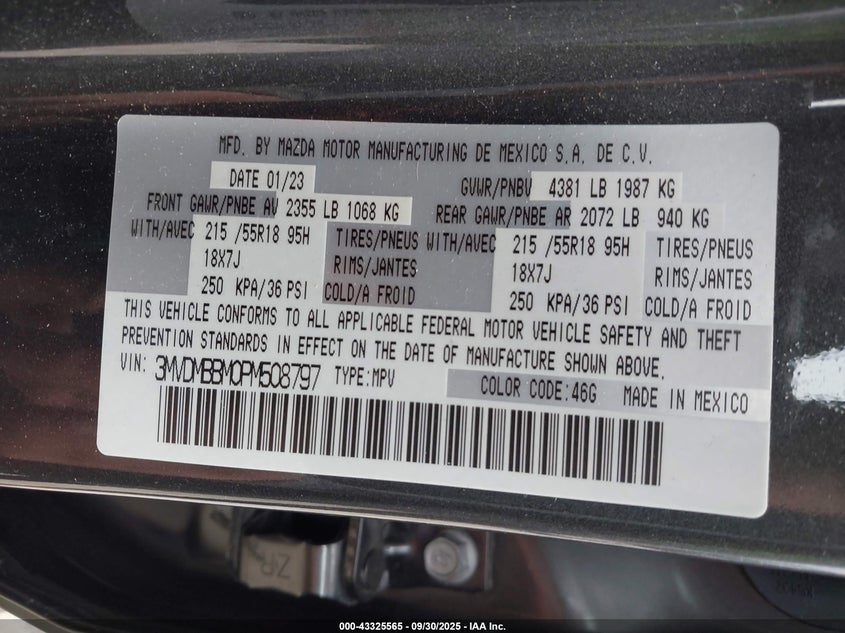 MFD. BY MAZDA MOTOR MANUFACTURING DE MEXICO S.A. DE C.V.
DATE 01/23 GVWR/PNBV 4381 LB 1987 KG
FRONT GAWR/PNBE AV 2355 LB 1068 KG REAR GAWR/PNBE AR 2072 LB 940 KG
WITH/AVEC 215 /55R18 95H TIRES/PNEUS WITH/AVEC 215 /55R18 95H TIRES/PNEUS
18X7J RIMS/JANTES 18X7J RIMS/JANTES
250 KPA/36 PSI COLD/A FROID 250 KPA/36 PSI COLD/A FROID
THIS VEHICLE CONFORMS TO ALL APPLICABLE FEDERAL MOTOR VEHICLE SAFETY AND THEFT
PREVENTION STANDARDS IN EFFECT ON THE DATE OF MANUFACTURE SHOWN ABOVE.
VIN: 3MVDMBBM0PM508797 TYPE:MPV COLOR CODE:46G MADE IN MEXICO
ZP
000-43325565 - 09/30/2025 - IAA Inc.